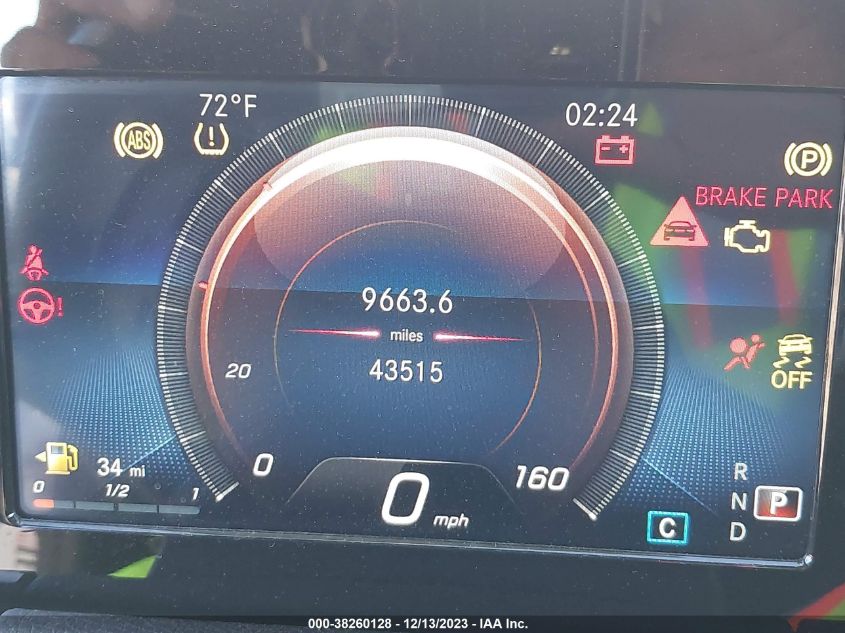 72°F
02:24
ABS
!
P
BRAKE PARK
9663.6
!
miles
20
43515
OFF
34 mi
0
160
R
0 1/2 1
0 mph
N
P
C
D
000-38260128 - 12/13/2023 - IAA Inc.